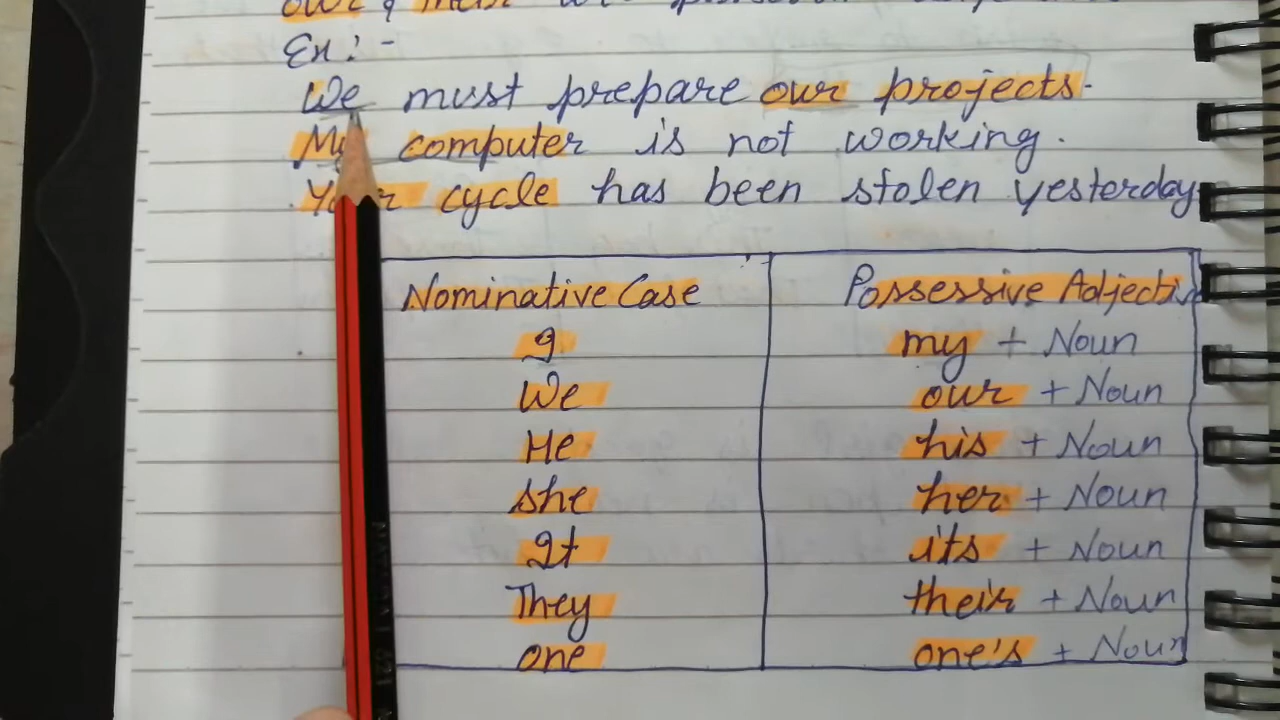 our,
Ex:-
We must prepare our projects.
My computer is not working.
Your cycle has been stolen yesterday
Nominative Case Possessive Adjectiv
I my + Noun
We our + Noun
He his + Noun
She her + Noun
It its + Noun
They their + Noun
one one's + Noun